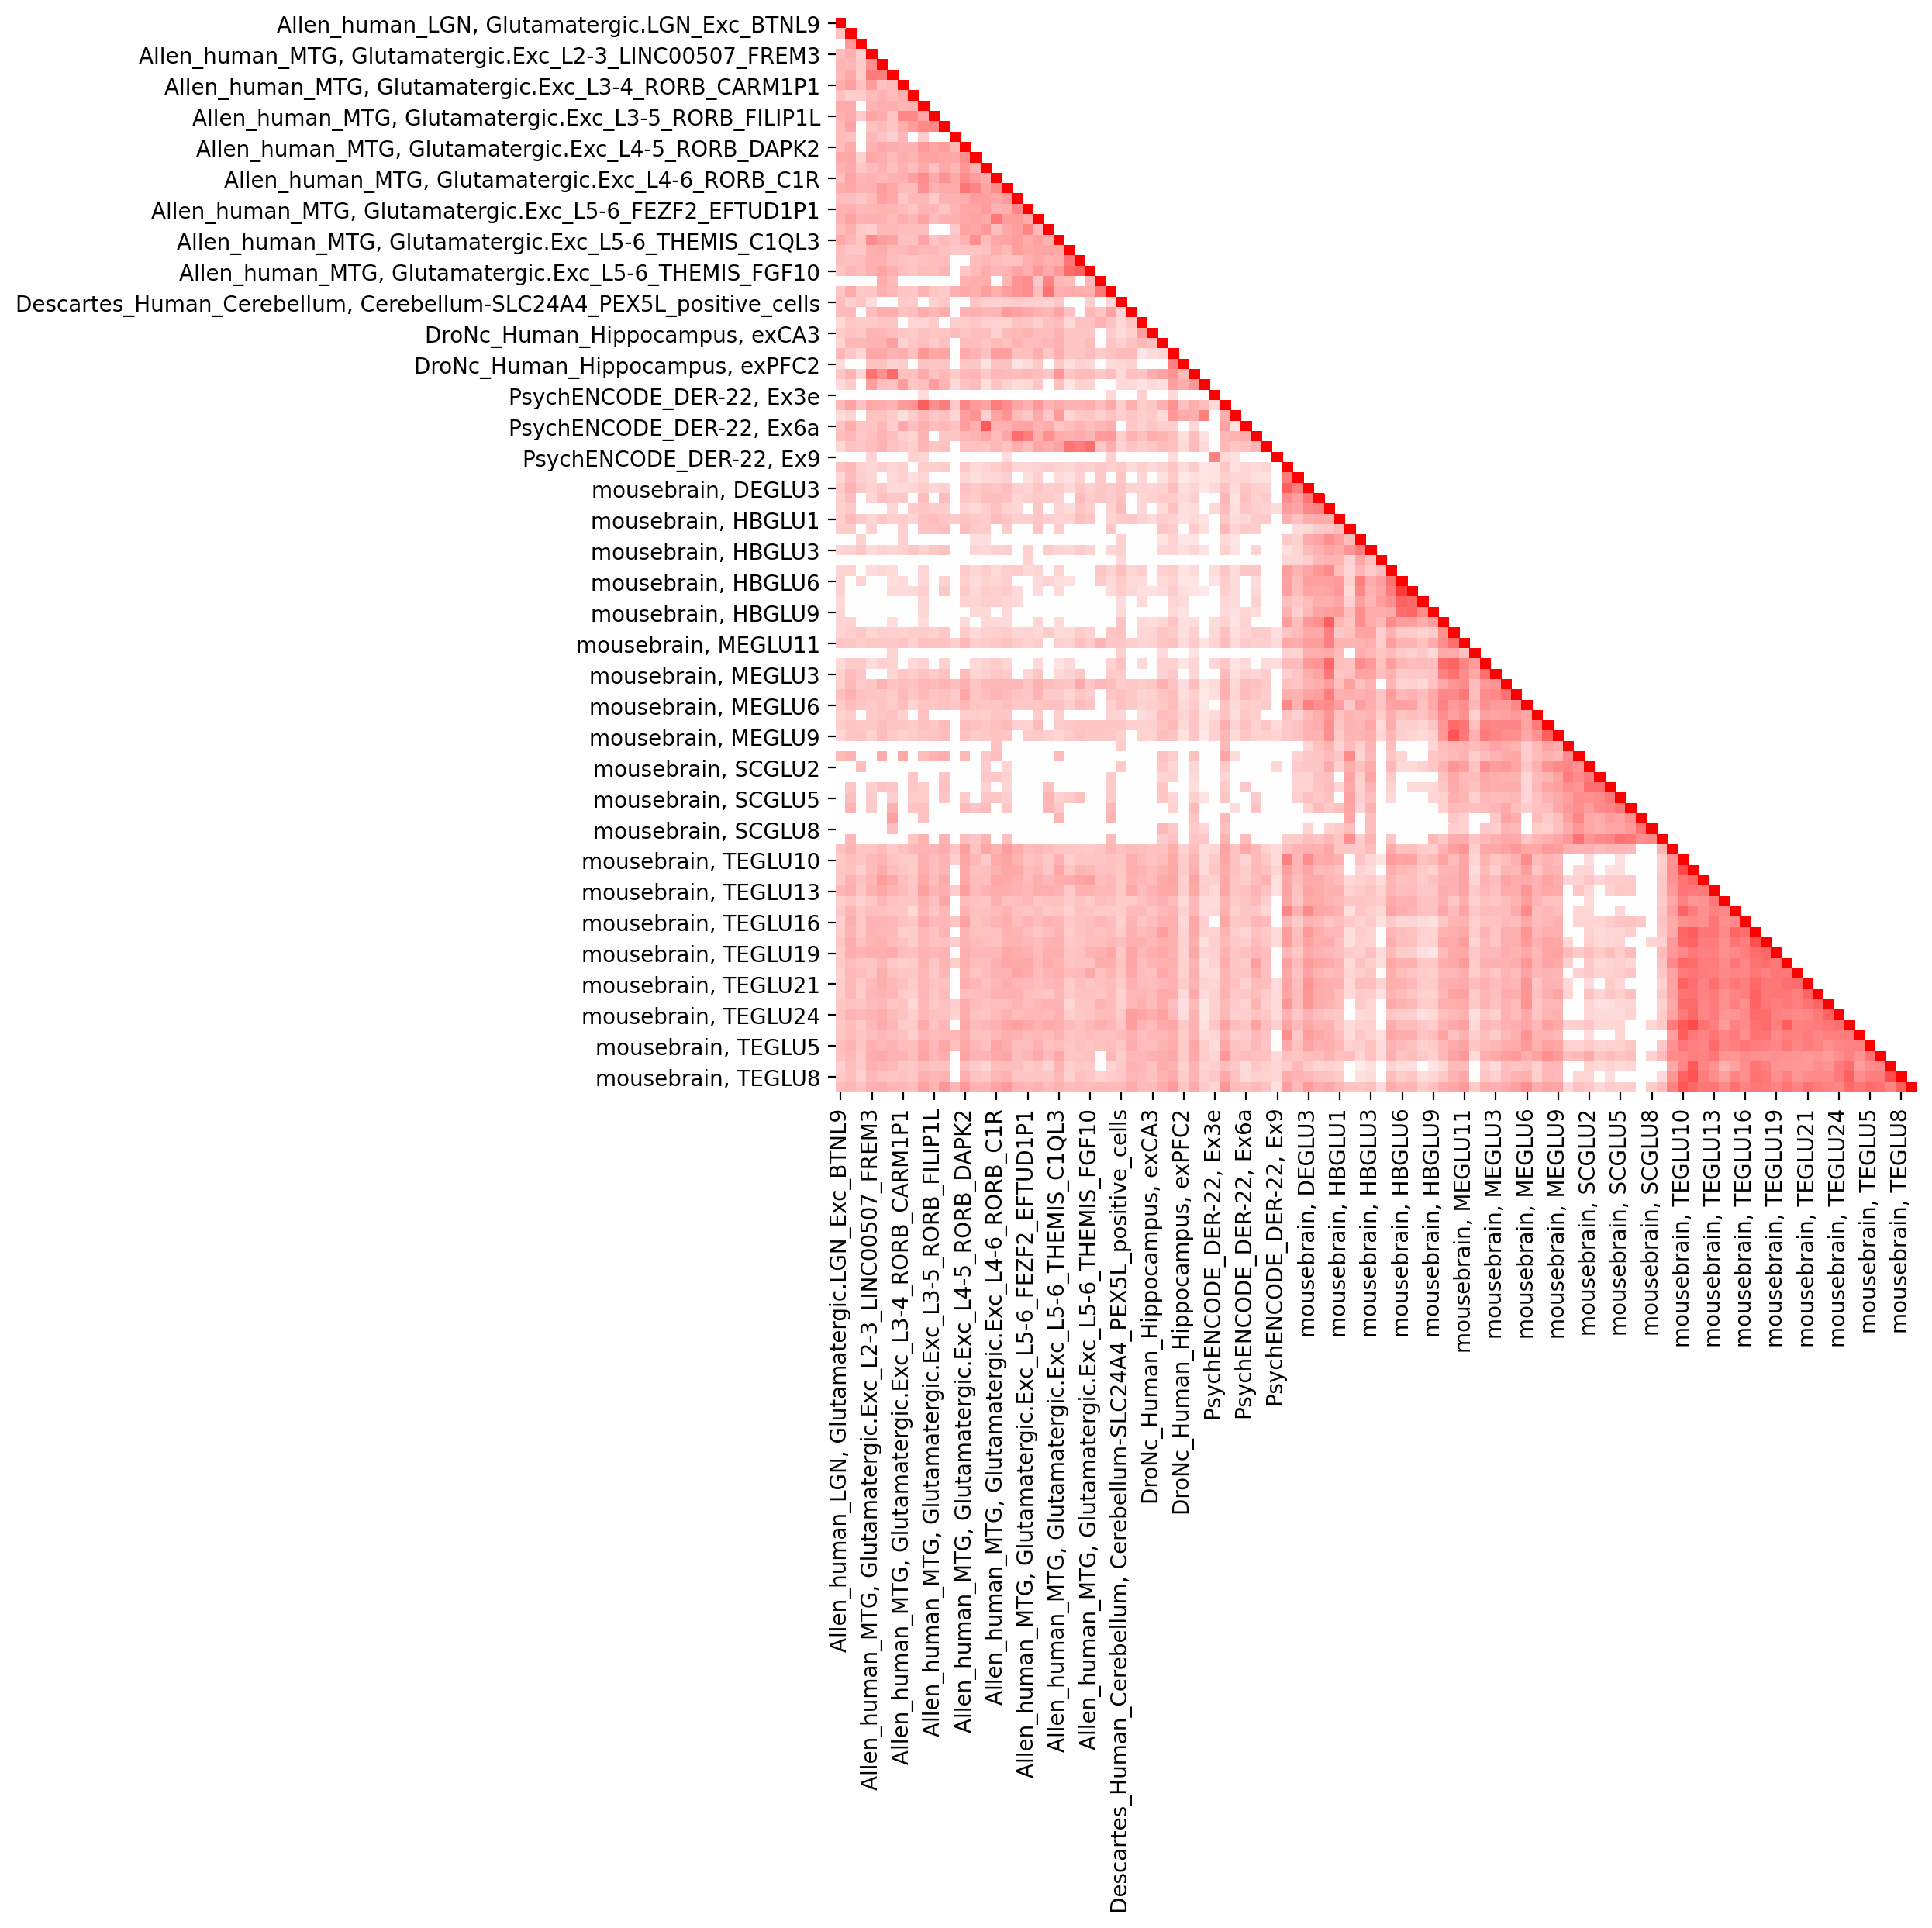 Allen_human_LGN, Glutamatergic.LGN_Exc_BTNL9
Allen_human_MTG, Glutamatergic.Exc_L2-3_LINC00507_FREM3
Allen_human_MTG, Glutamatergic.Exc_L3-4_RORB_CARM1P1
Allen_human_MTG, Glutamatergic.Exc_L3-5_RORB_FILIP1L
Allen_human_MTG, Glutamatergic.Exc_L4-5_RORB_DAPK2
Allen_human_MTG, Glutamatergic.Exc_L4-6_RORB_C1R
Allen_human_MTG, Glutamatergic.Exc_L5-6_FEZF2_EFTUD1P1
Allen_human_MTG, Glutamatergic.Exc_L5-6_THEMIS_C1QL3
Allen_human_MTG, Glutamatergic.Exc_L5-6_THEMIS_FGF10
Descartes_Human_Cerebellum, Cerebellum-SLC24A4_PEX5L_positive_cells
DroNc_Human_Hippocampus, exCA3
DroNc_Human_Hippocampus, exPFC2
PsychENCODE_DER-22, Ex3e
PsychENCODE_DER-22, Ex6a
PsychENCODE_DER-22, Ex9
mousebrain, DEGLU3
mousebrain, HBGLU1
mousebrain, HBGLU3
mousebrain, HBGLU6
mousebrain, HBGLU9
mousebrain, MEGLU11
mousebrain, MEGLU3
mousebrain, MEGLU6
mousebrain, MEGLU9
mousebrain, SCGLU2
mousebrain, SCGLU5
mousebrain, SCGLU8
mousebrain, TEGLU10
mousebrain, TEGLU13
mousebrain, TEGLU16
mousebrain, TEGLU19
mousebrain, TEGLU21
mousebrain, TEGLU24
mousebrain, TEGLU5
mousebrain, TEGLU8
Allen_human_LGN, Glutamatergic.LGN_Exc_BTNL9
Allen_human_MTG, Glutamatergic.Exc_L2-3_LINC00507_FREM3
Allen_human_MTG, Glutamatergic.Exc_L3-4_RORB_CARM1P1
Allen_human_MTG, Glutamatergic.Exc_L3-5_RORB_FILIP1L
Allen_human_MTG, Glutamatergic.Exc_L4-5_RORB_DAPK2
Allen_human_MTG, Glutamatergic.Exc_L4-6_RORB_C1R
Allen_human_MTG, Glutamatergic.Exc_L5-6_FEZF2_EFTUD1P1
Allen_human_MTG, Glutamatergic.Exc_L5-6_THEMIS_C1QL3
Allen_human_MTG, Glutamatergic.Exc_L5-6_THEMIS_FGF10
Descartes_Human_Cerebellum, Cerebellum-SLC24A4_PEX5L_positive_cells
DroNc_Human_Hippocampus, exCA3
DroNc_Human_Hippocampus, exPFC2
PsychENCODE_DER-22, Ex3e
PsychENCODE_DER-22, Ex6a
PsychENCODE_DER-22, Ex9
mousebrain, DEGLU3
mousebrain, HBGLU1
mousebrain, HBGLU3
mousebrain, HBGLU6
mousebrain, HBGLU9
mousebrain, MEGLU11
mousebrain, MEGLU3
mousebrain, MEGLU6
mousebrain, MEGLU9
mousebrain, SCGLU2
mousebrain, SCGLU5
mousebrain, SCGLU8
mousebrain, TEGLU10
mousebrain, TEGLU13
mousebrain, TEGLU16
mousebrain, TEGLU19
mousebrain, TEGLU21
mousebrain, TEGLU24
mousebrain, TEGLU5
mousebrain, TEGLU8